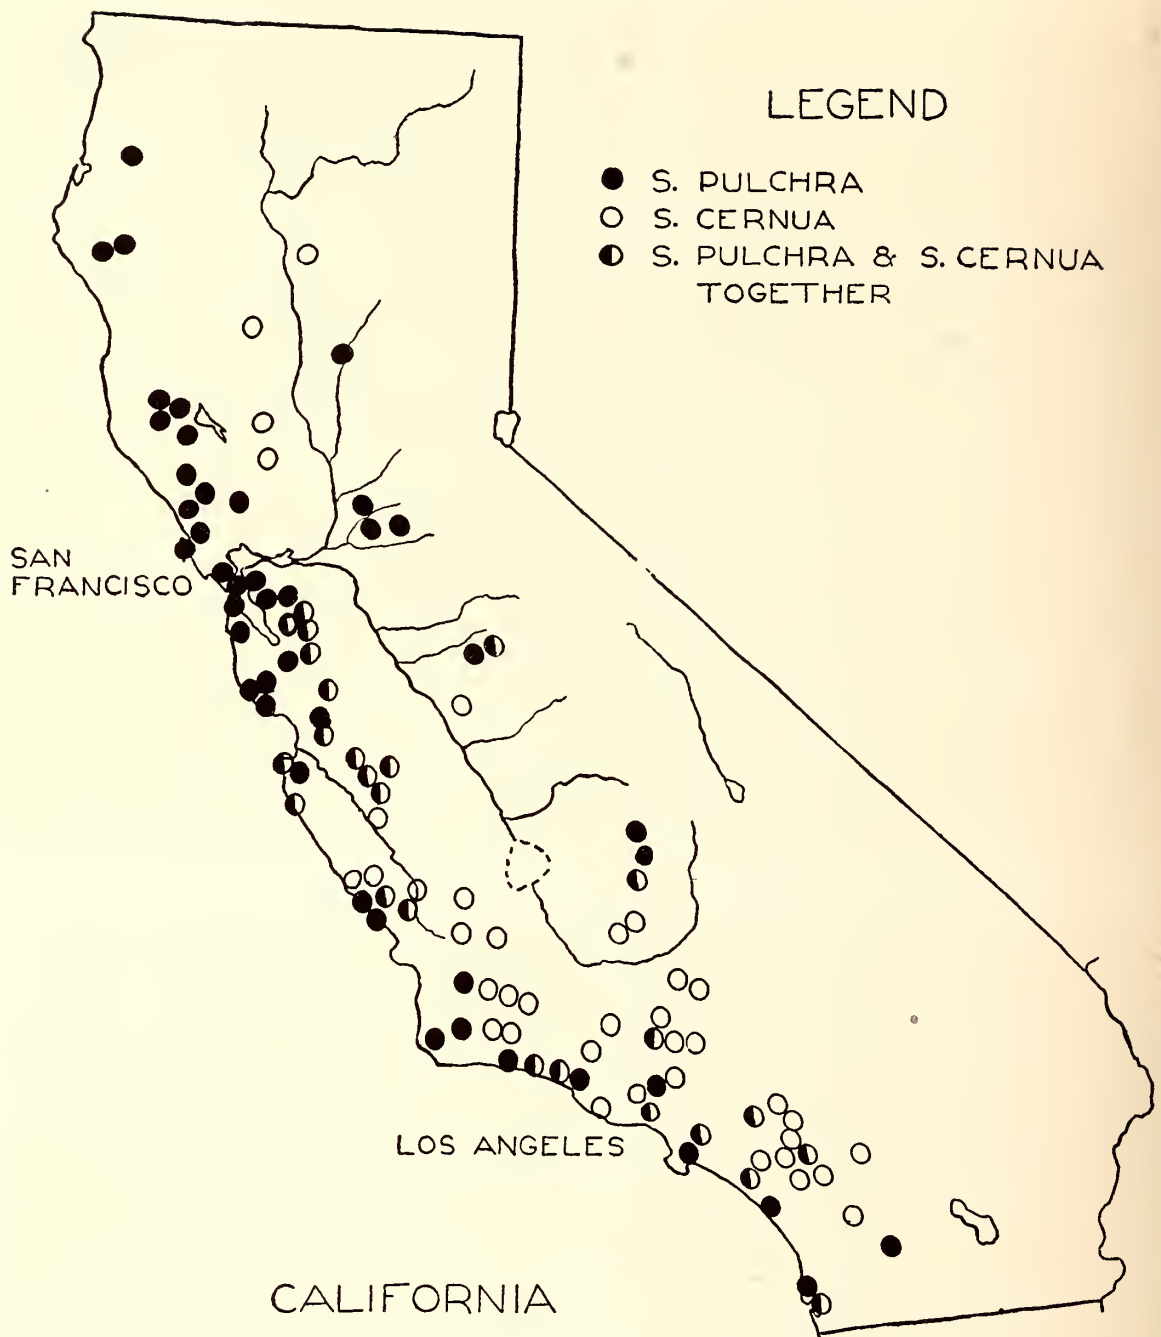 LEGEND
S. PULCHRA
S. CERNUA
S. PULCHRA & S. CERNUA
TOGETHER
SAN
FRANCISCO
LOS ANGELES
CALIFORNIA